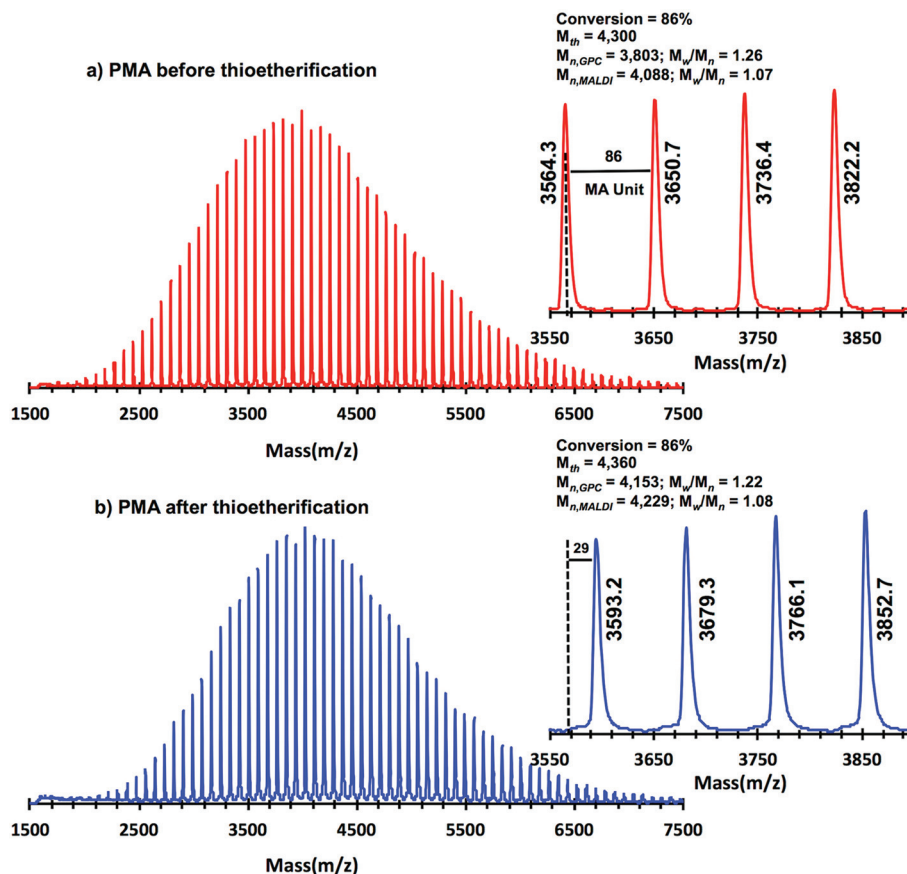 Conversion = 86%
Mth = 4,300
Mn,GPC = 3,803; Mw/Mn = 1.26
Mn,MALDI = 4,088; Mw/Mn = 1.07
a) PMA before thioetherification
3564.3
86
MA Unit
3650.7
3736.4
3822.2
3550 3650 3750 3850
Mass(m/z)
1500 2500 3500 4500 5500 6500 7500
Mass(m/z)
Conversion = 86%
Mth = 4,360
Mn,GPC = 4,153; Mw/Mn = 1.22
Mn,MALDI = 4,229; Mw/Mn = 1.08
b) PMA after thioetherification
29
3593.2
3679.3
3766.1
3852.7
3550 3650 3750 3850
Mass(m/z)
1500 2500 3500 4500 5500 6500 7500
Mass(m/z)